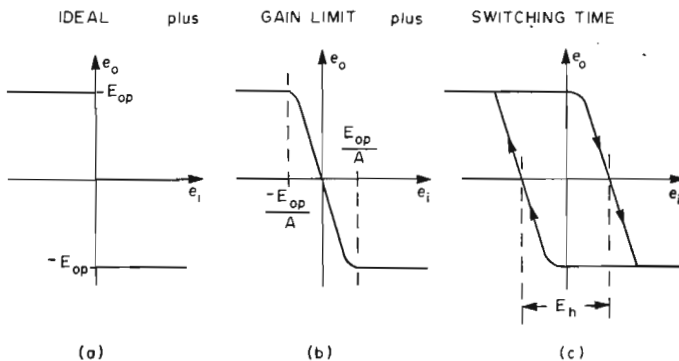 IDEAL plus GAIN LIMIT plus SWITCHING TIME
e_o e_o e_o
E_op
E_op/A
e_i e_i e_i
-E_op/A
-E_op
E_h
(a) (b) (c)